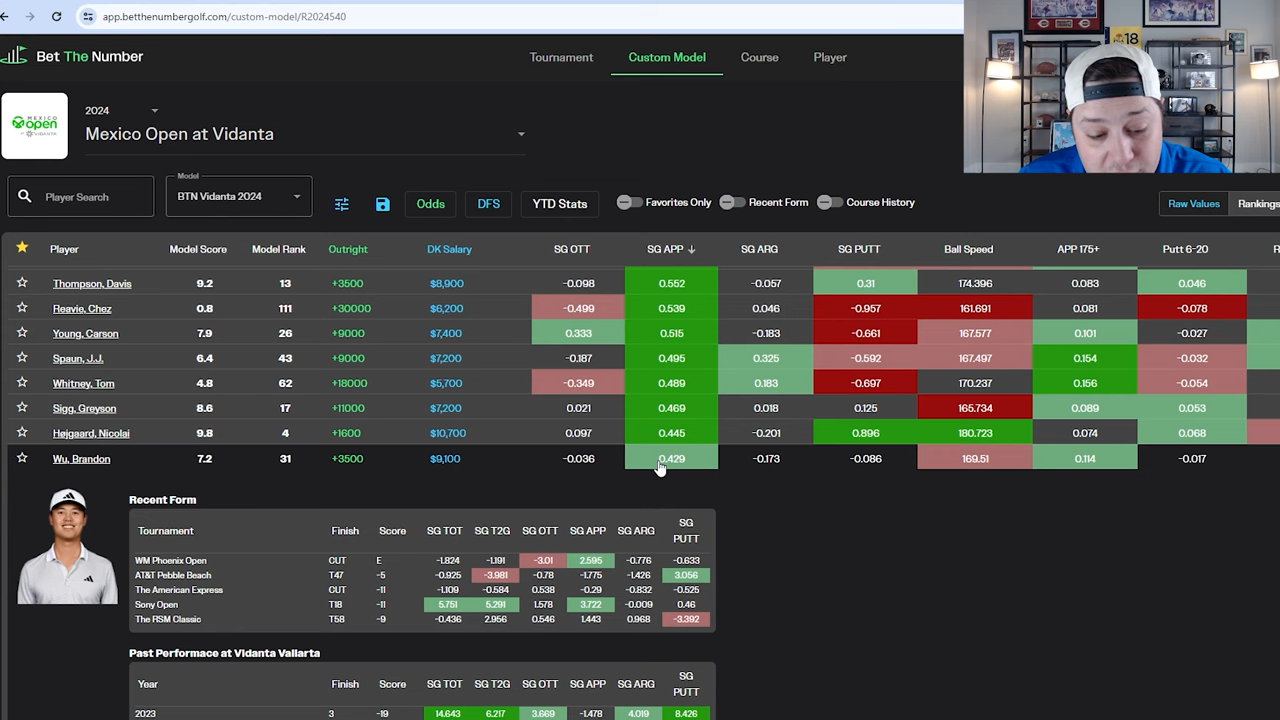 app.betthenumbergolf.com/custom-model/R2024540
Bet The Number
Tournament Custom Model Course Player
18
2024
Mexico Open at Vidanta
MEXICO
open
VIDANTA
Player Search
Model
BTN Vidanta 2024
Odds DFS YTD Stats Favorites Only Recent Form Course History Raw Values Rankings
Player Model Score Model Rank Outright DK Salary SG OTT SG APP SG ARG SG PUTT Ball Speed APP 175+ Putt 6-20
Thompson, Davis 9.2 13 +3500 $8,900 -0.098 0.552 -0.057 0.31 174.396 0.083 0.046
Reavie, Chez 0.8 111 +30000 $6,200 -0.499 0.539 0.046 -0.957 161.691 0.081 -0.078
Young, Carson 7.9 26 +9000 $7,400 0.333 0.515 -0.183 -0.661 167.577 0.101 -0.027
Spaun, J.J. 6.4 43 +9000 $7,200 -0.187 0.495 0.325 -0.592 167.497 0.154 -0.032
Whitney, Tom 4.8 62 +18000 $5,700 -0.349 0.489 0.183 -0.697 170.237 0.156 -0.054
Sigg, Greyson 8.6 17 +11000 $7,200 0.021 0.469 0.018 0.125 165.734 0.089 0.053
Højgaard, Nicolai 9.8 4 +1600 $10,700 0.097 0.445 -0.201 0.896 180.723 0.074 0.068
Wu, Brandon 7.2 31 +3500 $9,100 -0.036 0.429 -0.173 -0.086 169.51 0.114 -0.017
Recent Form
Tournament Finish Score SG TOT SG T2G SG OTT SG APP SG ARG SG PUTT
WM Phoenix Open CUT E -1.824 -1.191 -3.01 2.595 -0.776 -0.633
AT&T Pebble Beach T47 -5 -0.925 -3.981 -0.78 -1.775 -1.426 3.056
The American Express CUT -11 -1.109 -0.584 0.538 -0.29 -0.832 -0.525
Sony Open T18 -11 5.751 5.291 1.578 3.722 -0.009 0.46
The RSM Classic T58 -9 -0.436 2.956 0.546 1.443 0.968 -3.392
Past Performace at Vidanta Vallarta
Year Finish Score SG TOT SG T2G SG OTT SG APP SG ARG SG PUTT
2023 3 -19 14.643 6.217 3.669 -1.478 4.019 8.426